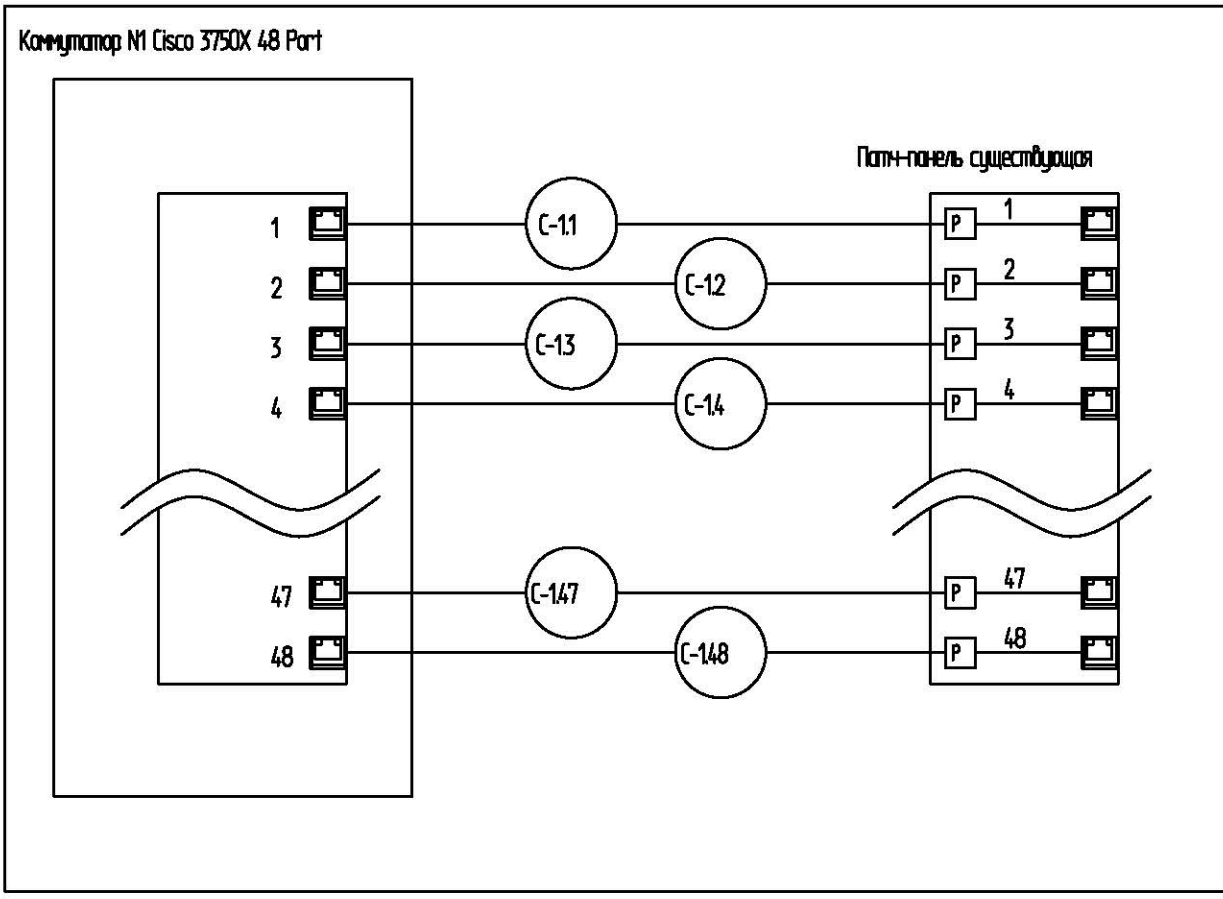 Коммутатор N1 Cisco 3750X 48 Port
Патч-панель существующая
1 С-1.1 P 1
2 С-1.2 P 2
3 С-1.3 P 3
4 С-1.4 P 4
47 С-1.47 P 47
48 С-1.48 P 48